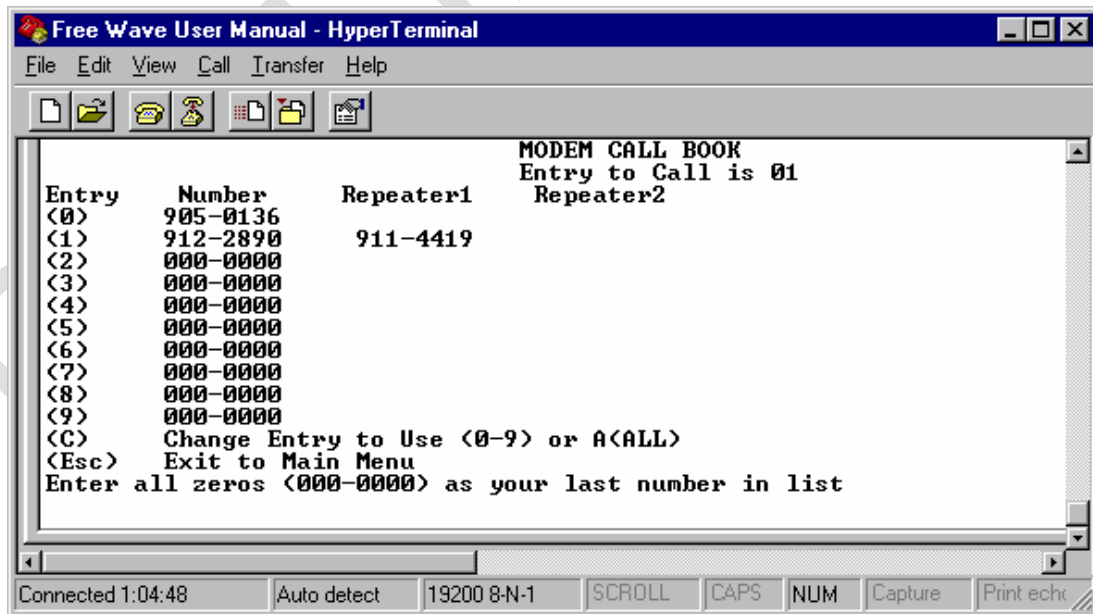 Free Wave User Manual - HyperTerminal
File Edit View Call Transfer Help
MODEM CALL BOOK
Entry to Call is 01
Entry Number Repeater1 Repeater2
(0) 905-0136
(1) 912-2890 911-4419
(2) 000-0000
(3) 000-0000
(4) 000-0000
(5) 000-0000
(6) 000-0000
(7) 000-0000
(8) 000-0000
(9) 000-0000
(C) Change Entry to Use (0-9) or A(ALL)
(Esc) Exit to Main Menu
Enter all zeros (000-0000) as your last number in list
Connected 1:04:48 Auto detect 19200 8-N-1 SCROLL CAPS NUM Capture Print echo